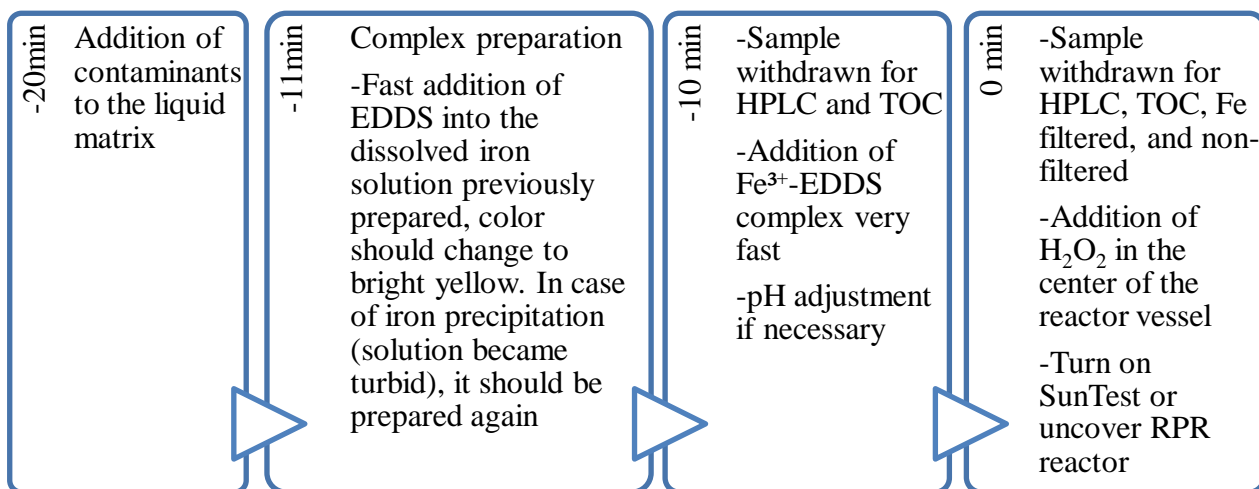 -20min
Addition of
contaminants
to the liquid
matrix
-11min
Complex preparation
-Fast addition of
EDDS into the
dissolved iron
solution previously
prepared, color
should change to
bright yellow. In case
of iron precipitation
(solution became
turbid), it should be
prepared again
-10 min
-Sample
withdrawn for
HPLC and TOC
-Addition of
Fe³⁺-EDDS
complex very
fast
-pH adjustment
if necessary
0 min
-Sample
withdrawn for
HPLC, TOC, Fe
filtered, and non-
filtered
-Addition of
H₂O₂ in the
center of the
reactor vessel
-Turn on
SunTest or
uncover RPR
reactor